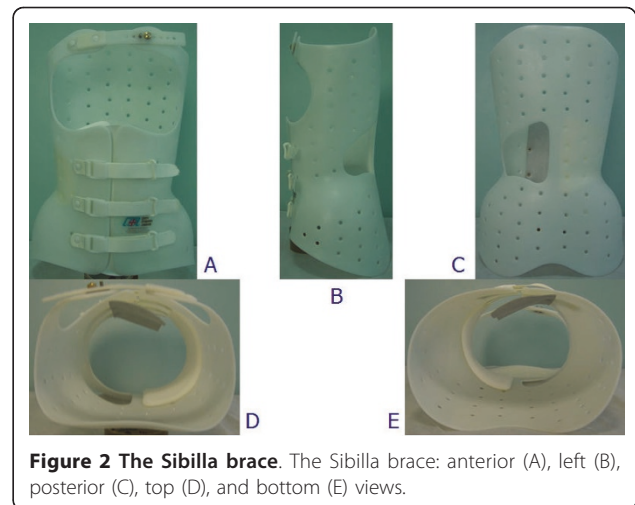 A
B
C
D
E
Figure 2 The Sibilla brace. The Sibilla brace: anterior (A), left (B),
posterior (C), top (D), and bottom (E) views.